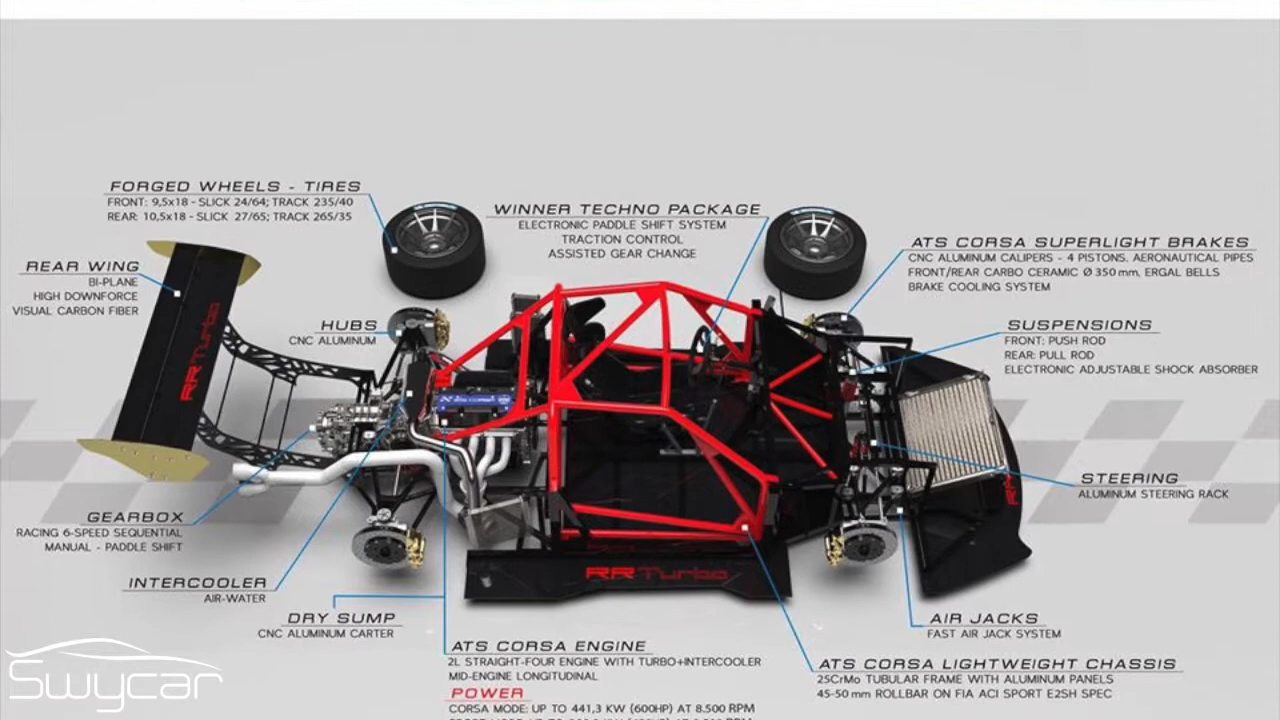 FORGED WHEELS - TIRES
FRONT: 9,5x18 - SLICK 24/64; TRACK 235/40
REAR: 10,5x18 - SLICK 27/65; TRACK 265/35
WINNER TECHNO PACKAGE
ELECTRONIC PADDLE SHIFT SYSTEM
TRACTION CONTROL
ASSISTED GEAR CHANGE
ATS CORSA SUPERLIGHT BRAKES
CNC ALUMINUM CALIPERS - 4 PISTONS. AERONAUTICAL PIPES
FRONT/REAR CARBO CERAMIC Ø 350 mm, ERGAL BELLS
BRAKE COOLING SYSTEM
REAR WING
BI-PLANE
HIGH DOWNFORCE
VISUAL CARBON FIBER
HUBS
CNC ALUMINUM
SUSPENSIONS
FRONT: PUSH ROD
REAR: PULL ROD
ELECTRONIC ADJUSTABLE SHOCK ABSORBER
RR Turbo
STEERING
ALUMINUM STEERING RACK
GEARBOX
RACING 6-SPEED SEQUENTIAL
MANUAL - PADDLE SHIFT
RR Turbo
INTERCOOLER
AIR-WATER
DRY SUMP
CNC ALUMINUM CARTER
AIR JACKS
FAST AIR JACK SYSTEM
ATS CORSA ENGINE
2L STRAIGHT-FOUR ENGINE WITH TURBO+INTERCOOLER
MID-ENGINE LONGITUDINAL
POWER
CORSA MODE: UP TO 441,3 KW (600HP) AT 8.500 RPM
ATS CORSA LIGHTWEIGHT CHASSIS
25CrMo TUBULAR FRAME WITH ALUMINUM PANELS
45-50 mm ROLLBAR ON FIA ACI SPORT E2SH SPEC
Swycar